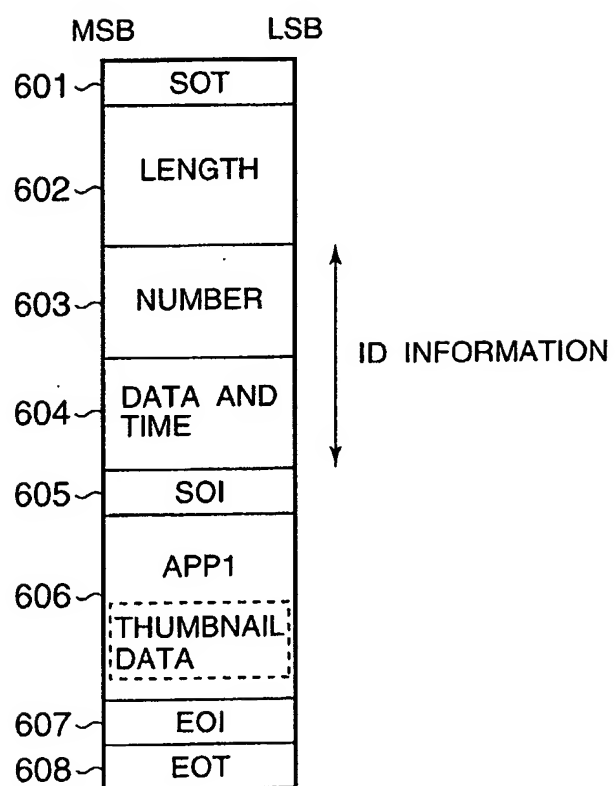 MSB LSB
601 SOT
602 LENGTH
603 NUMBER
ID INFORMATION
604 DATA AND
TIME
605 SOI
APP1
606
THUMBNAIL
DATA
607 EOI
608 EOT